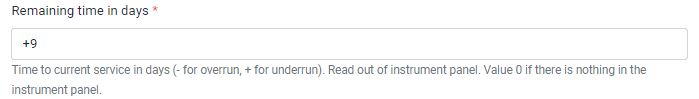 Remaining time in days *
+9
Time to current service in days (- for overrun, + for underrun). Read out of instrument panel. Value 0 if there is nothing in the
instrument panel.